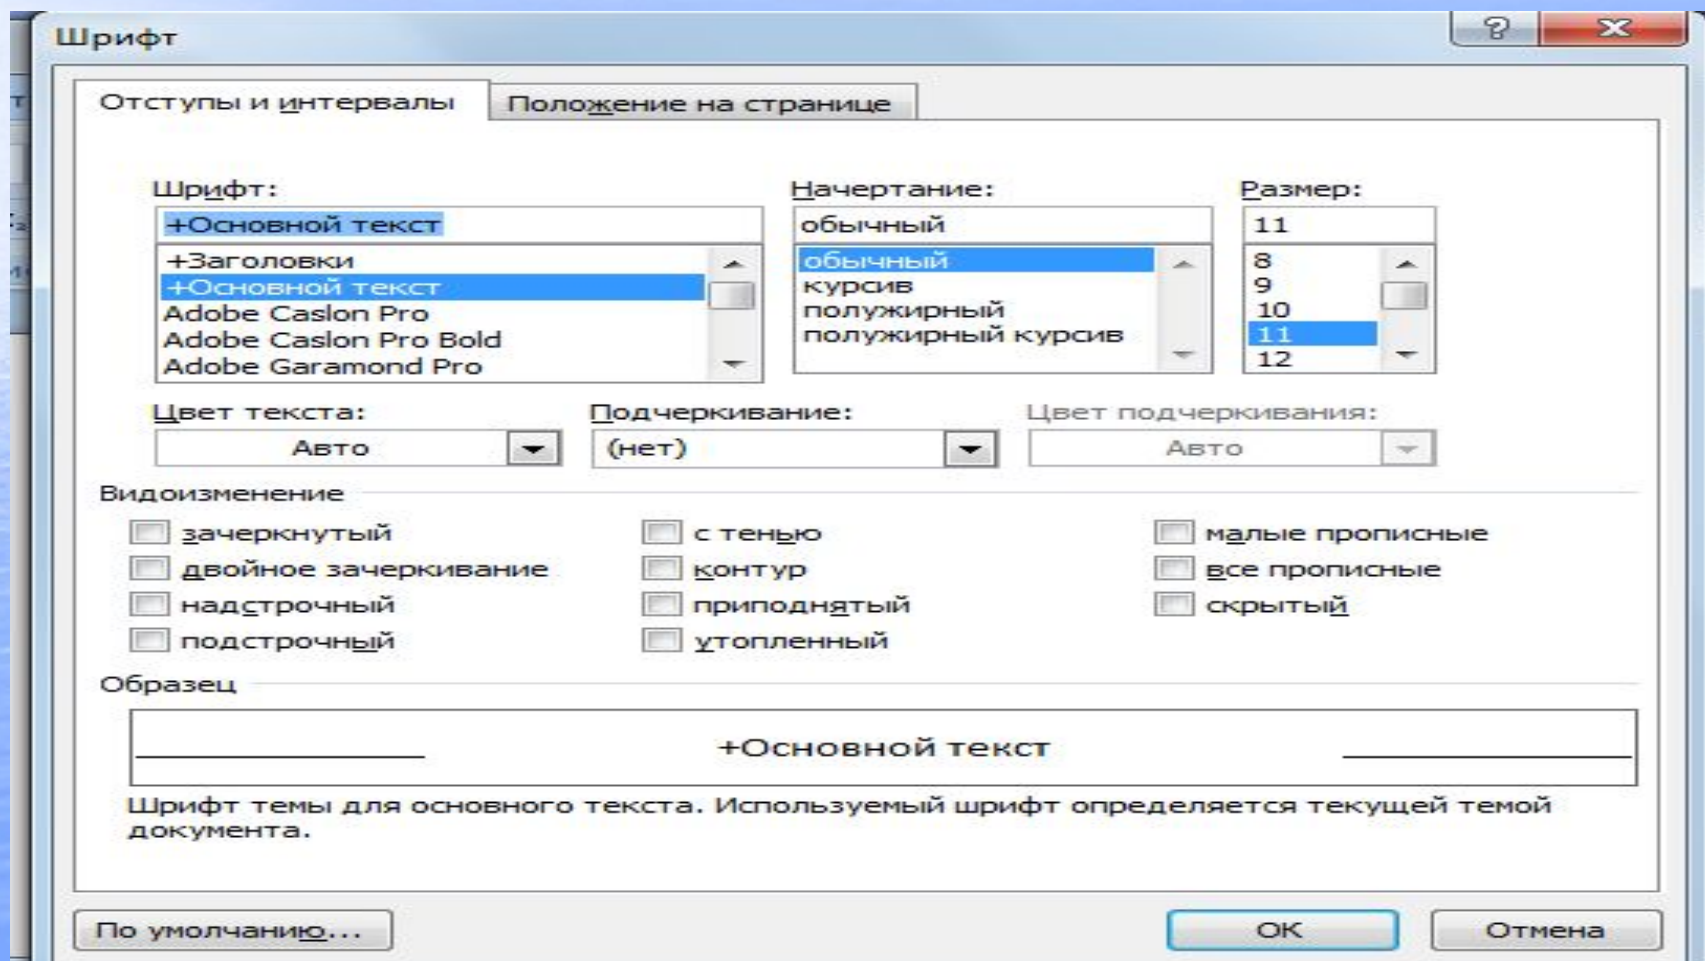 Шрифт
Отступы и интервалы Положение на странице
Шрифт: Начертание: Размер:
+Основной текст обычный 11
+Заголовки обычный 8
+Основной текст курсив 9
Adobe Caslon Pro полужирный 10
Adobe Caslon Pro Bold полужирный курсив 11
Adobe Garamond Pro 12
Цвет текста: Подчеркивание: Цвет подчеркивания:
Авто (нет) Авто
Видоизменение
зачеркнутый с тенью малые прописные
двойное зачеркивание контур все прописные
надстрочный приподнятый скрытый
подстрочный утопленный
Образец
+Основной текст
Шрифт темы для основного текста. Используемый шрифт определяется текущей темой
документа.
По умолчанию... ОК Отмена